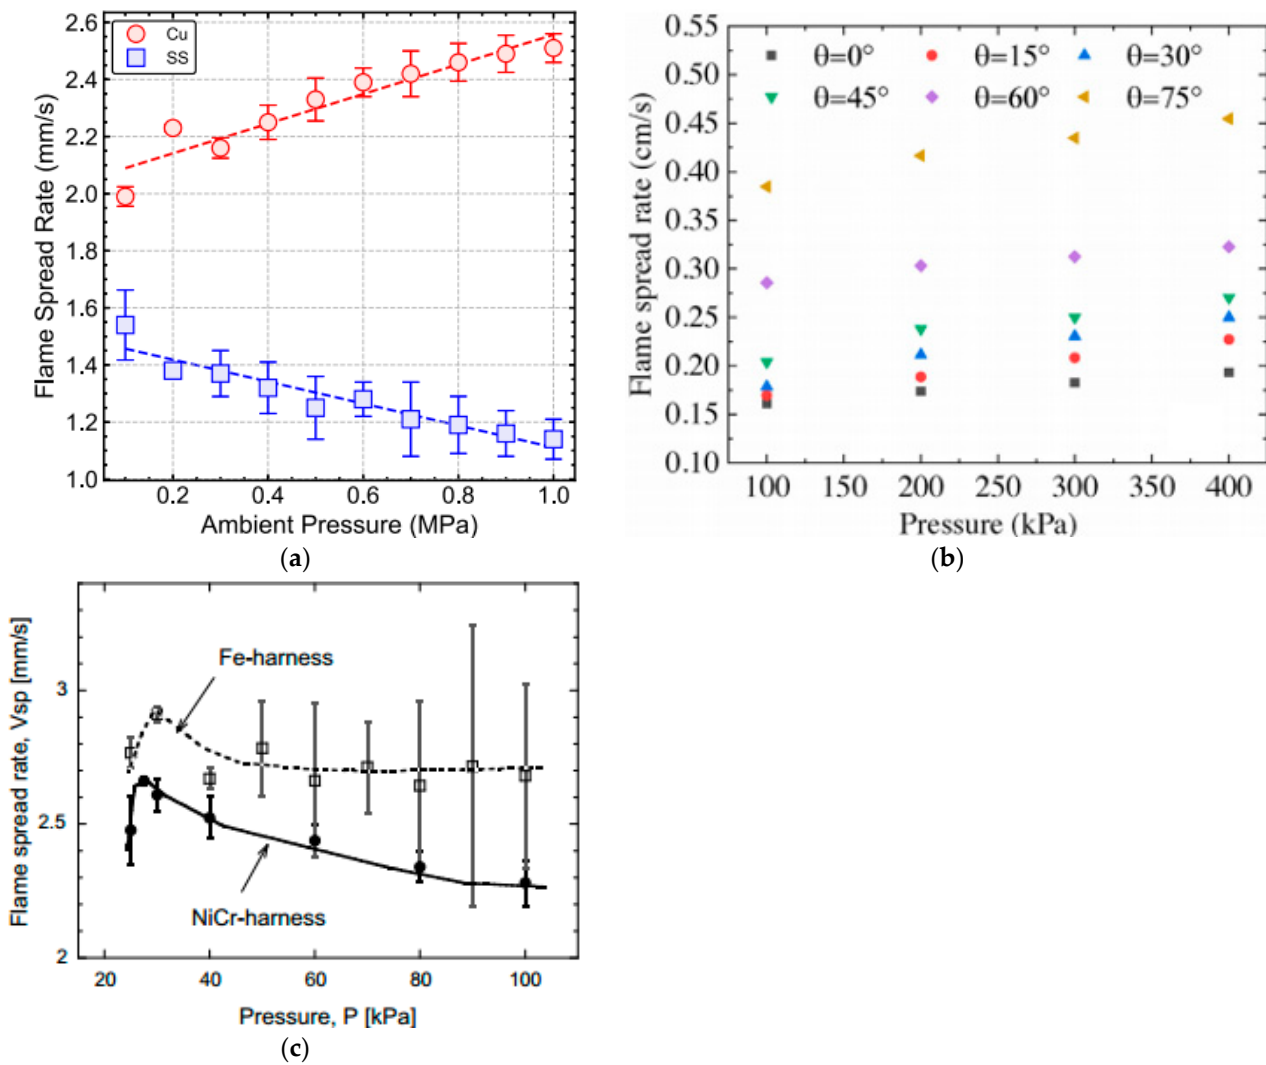 2.6
2.4
2.2
2.0
1.8
1.6
1.4
1.2
1.0
Flame Spread Rate (mm/s)
Cu
SS
(a)
0.2 0.4 0.6 0.8 1.0
Ambient Pressure (MPa)
(a)
0.55
0.50
0.45
0.40
0.35
0.30
0.25
0.20
0.15
0.10
Flame spread rate (cm/s)
θ=0° θ=15° θ=30°
θ=45° θ=60° θ=75°
100 150 200 250 300 350 400
Pressure (kPa)
(b)
3
2.5
2
Flame spread rate, Vsp [mm/s]
Fe-harness
NiCr-harness
20 40 60 80 100
Pressure, P [kPa]
(c)